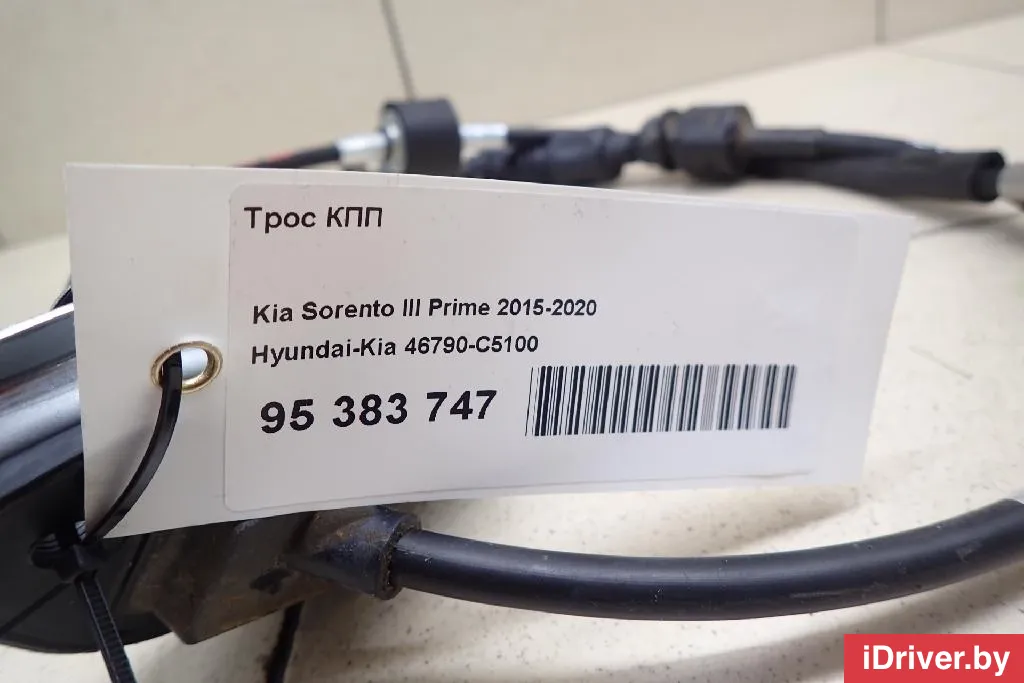 Трос КПП
Kia Sorento III Prime 2015-2020
Hyundai-Kia 46790-C5100
95 383 747
iDriver.by